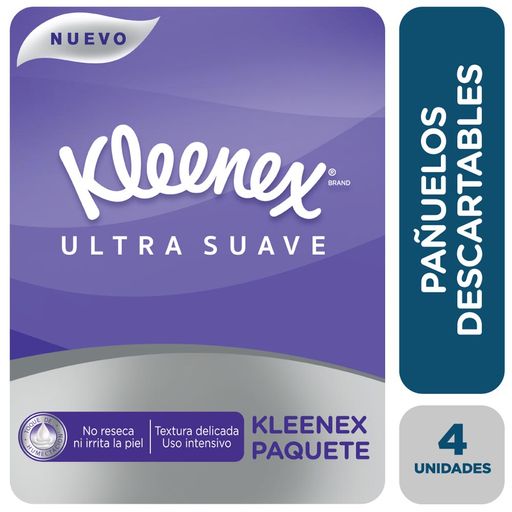 NUEVO
Kleenex®
BRAND
ULTRA SUAVE
No reseca
ni irrita la piel
Textura delicada
Uso intensivo
KLEENEX
PAQUETE
PAÑUELOS
DESCARTABLES
4
UNIDADES